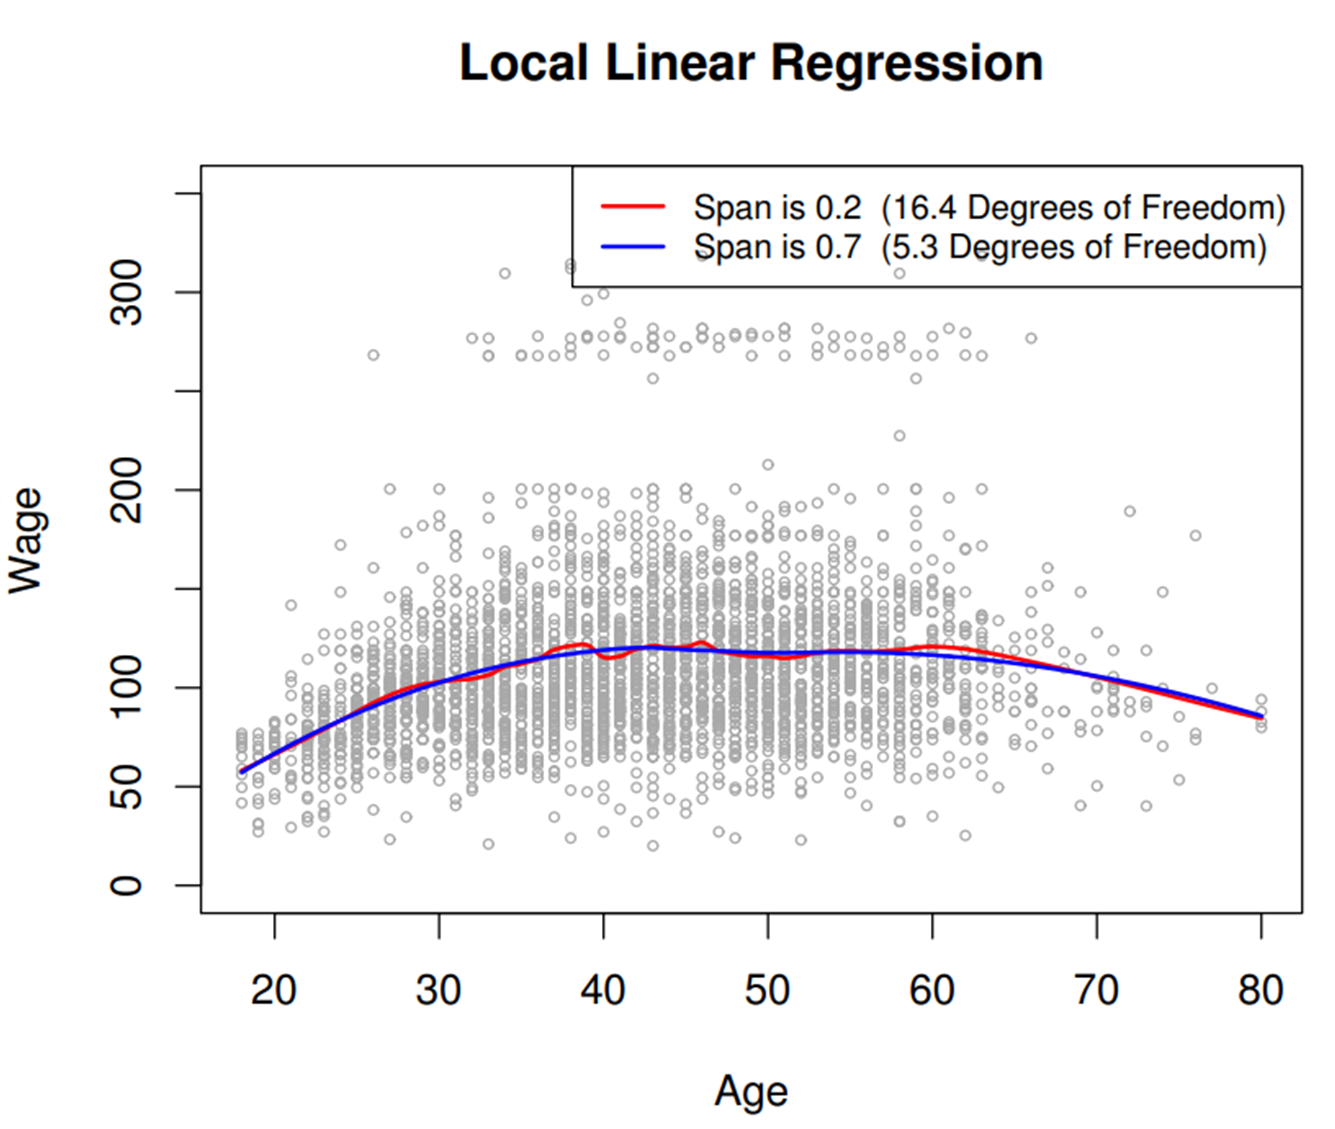 Local Linear Regression
Span is 0.2 (16.4 Degrees of Freedom)
Span is 0.7 (5.3 Degrees of Freedom)
Wage
300
200
100
50
0
20 30 40 50 60 70 80
Age